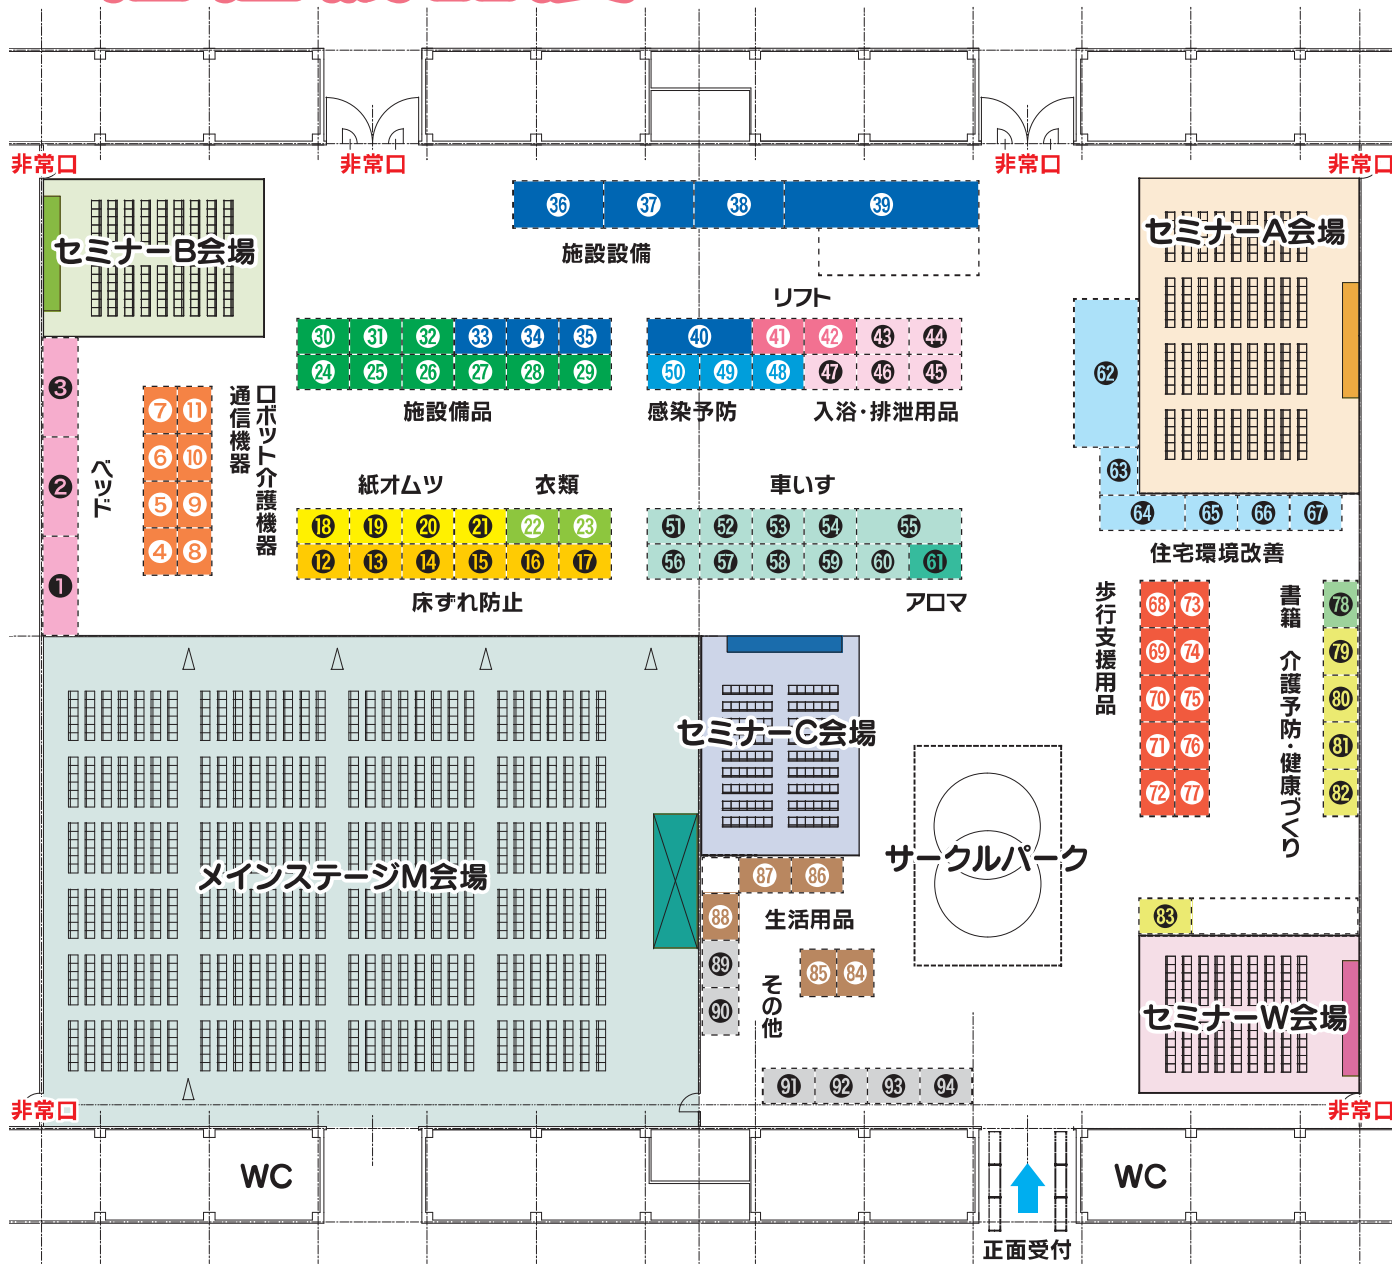 非常口
非常口
非常口
非常口
36 37 38 39
施設設備
セミナーB会場
セミナーA会場
リフト
30 31 32 33 34 35
24 25 26 27 28 29
施設備品
40 41 42 43 44
50 49 48 47 46 45
感染予防
入浴・排泄用品
3
2
1
ベッド
7 11
6 10
5 9
4 8
通信機器
ロボット介護機器
紙オムツ
衣類
18 19 20 21 22 23
12 13 14 15 16 17
床ずれ防止
車いす
51 52 53 54 55
56 57 58 59 60 61
アロマ
62
63
64 65 66 67
住宅環境改善
歩行支援用品
68 73
69 74
70 75
71 76
72 77
書籍
介護予防・健康づくり
78
79
80
81
82
セミナーC会場
メインステージM会場
サークルパーク
87 86
88
89
90
生活用品
85 84
その他
83
セミナーW会場
91 92 93 94
非常口
非常口
WC
WC
正面受付